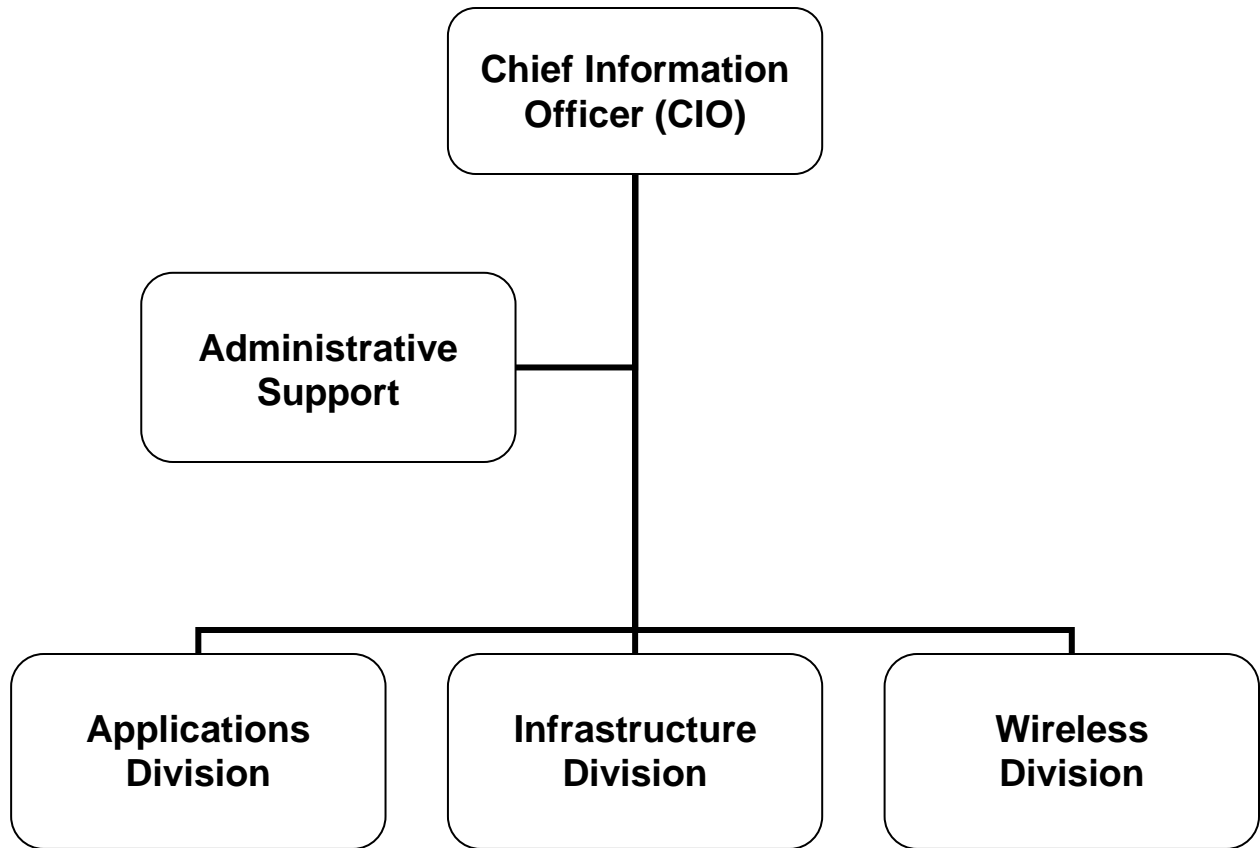 Chief Information
Officer (CIO)
Administrative
Support
Applications
Division
Infrastructure
Division
Wireless
Division